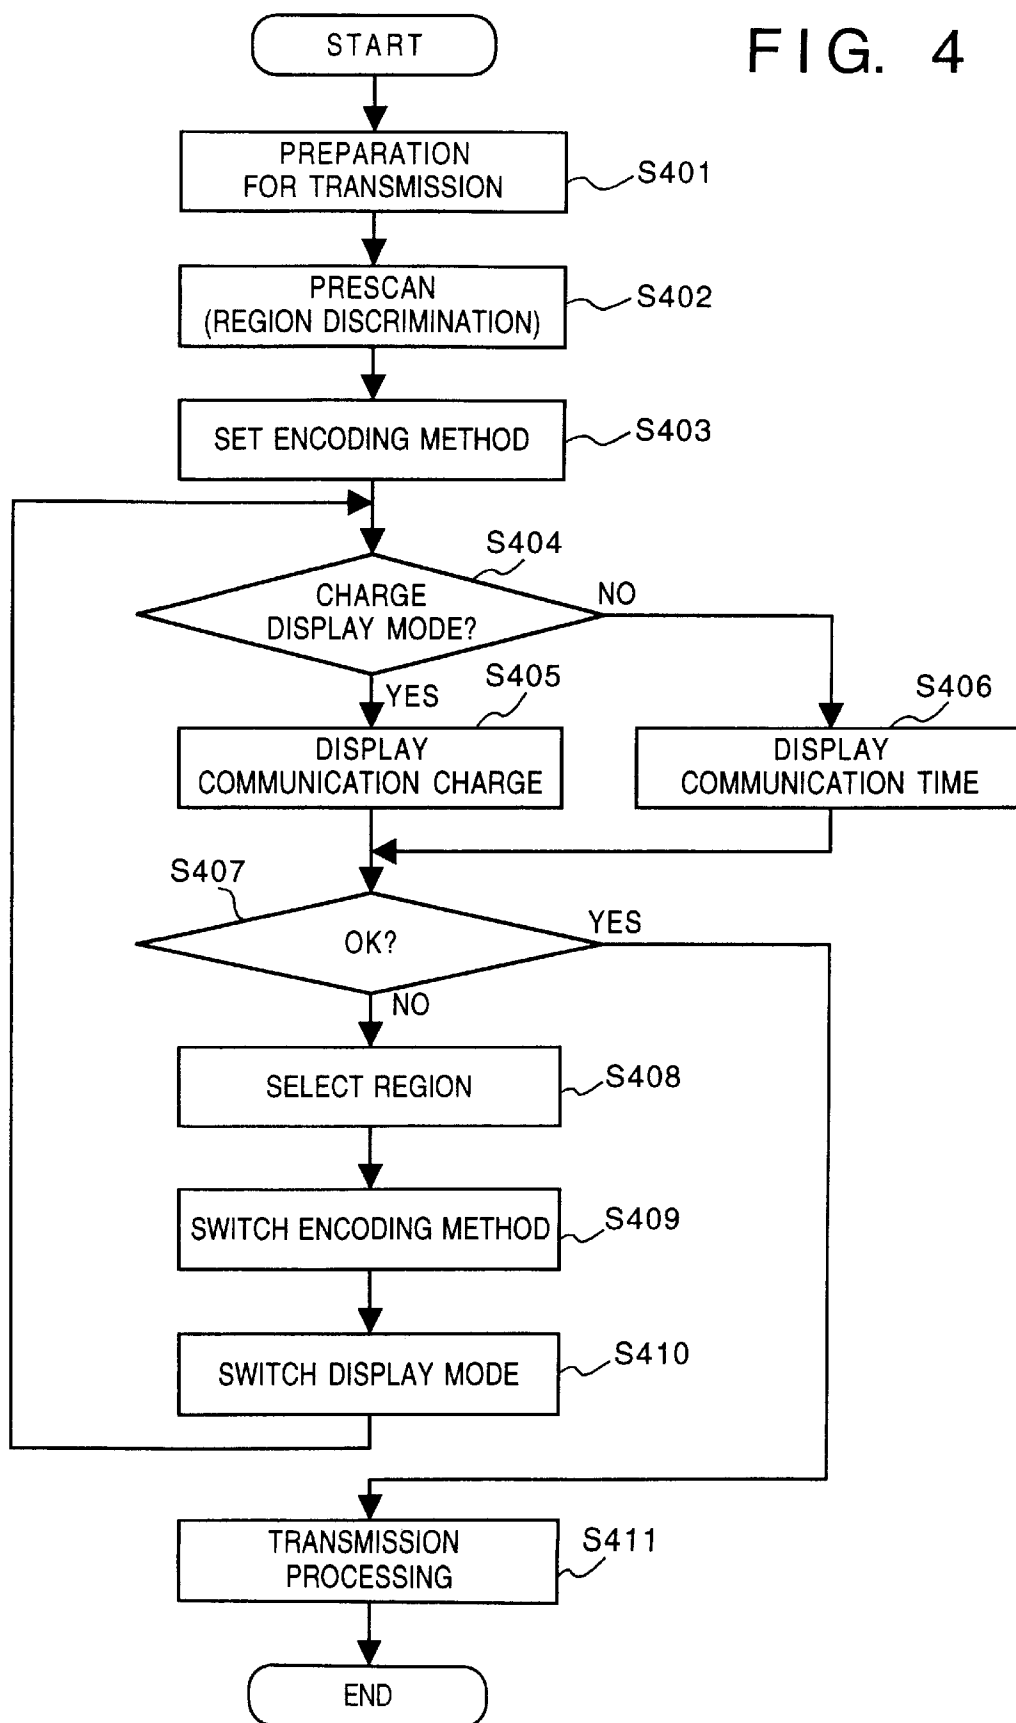 FIG. 4
START
PREPARATION
FOR TRANSMISSION
S401
PRESCAN
(REGION DISCRIMINATION)
S402
SET ENCODING METHOD
S403
S404
CHARGE
DISPLAY MODE?
NO
YES
S405
DISPLAY
COMMUNICATION CHARGE
S406
DISPLAY
COMMUNICATION TIME
S407
OK?
YES
NO
SELECT REGION
S408
SWITCH ENCODING METHOD
S409
SWITCH DISPLAY MODE
S410
TRANSMISSION
PROCESSING
S411
END